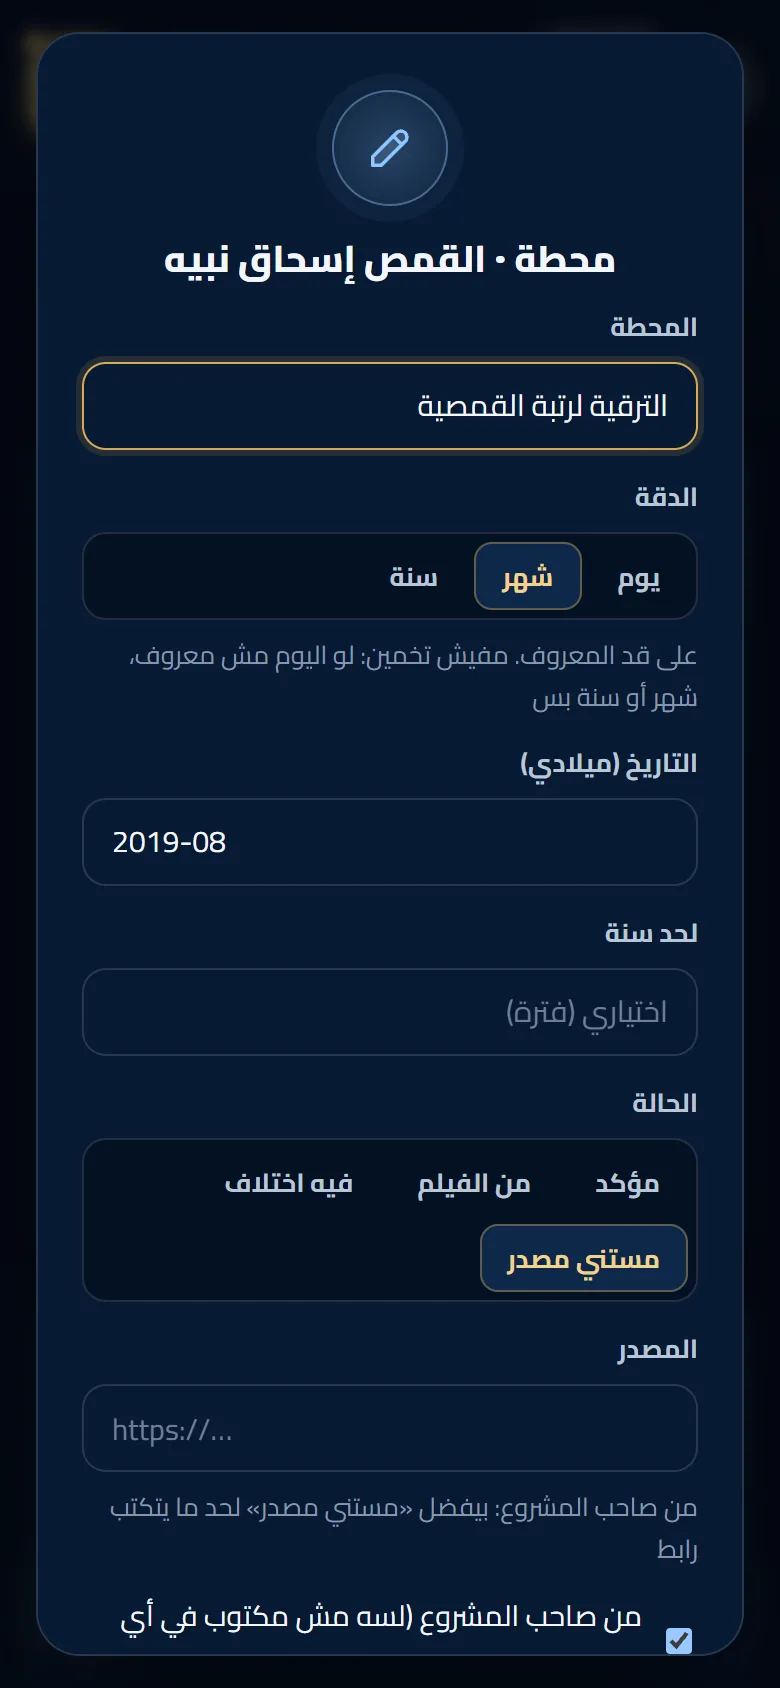 محطة • القمص إسحاق نبيه
المحطة
الترقية لرتبة القمصية
الدقة
يوم شهر سنة
على قد المعروف. مفيش تخمين: لو اليوم مش معروف،
شهر أو سنة بس
التاريخ (ميلادي)
2019-08
لحد سنة
اختياري (فترة)
الحالة
مؤكد من الفيلم فيه اختلاف
مستني مصدر
المصدر
https://...
من صاحب المشروع: بيفضل «مستني مصدر» لحد ما يتكتب
رابط
من صاحب المشروع (لسه مش مكتوب في أي